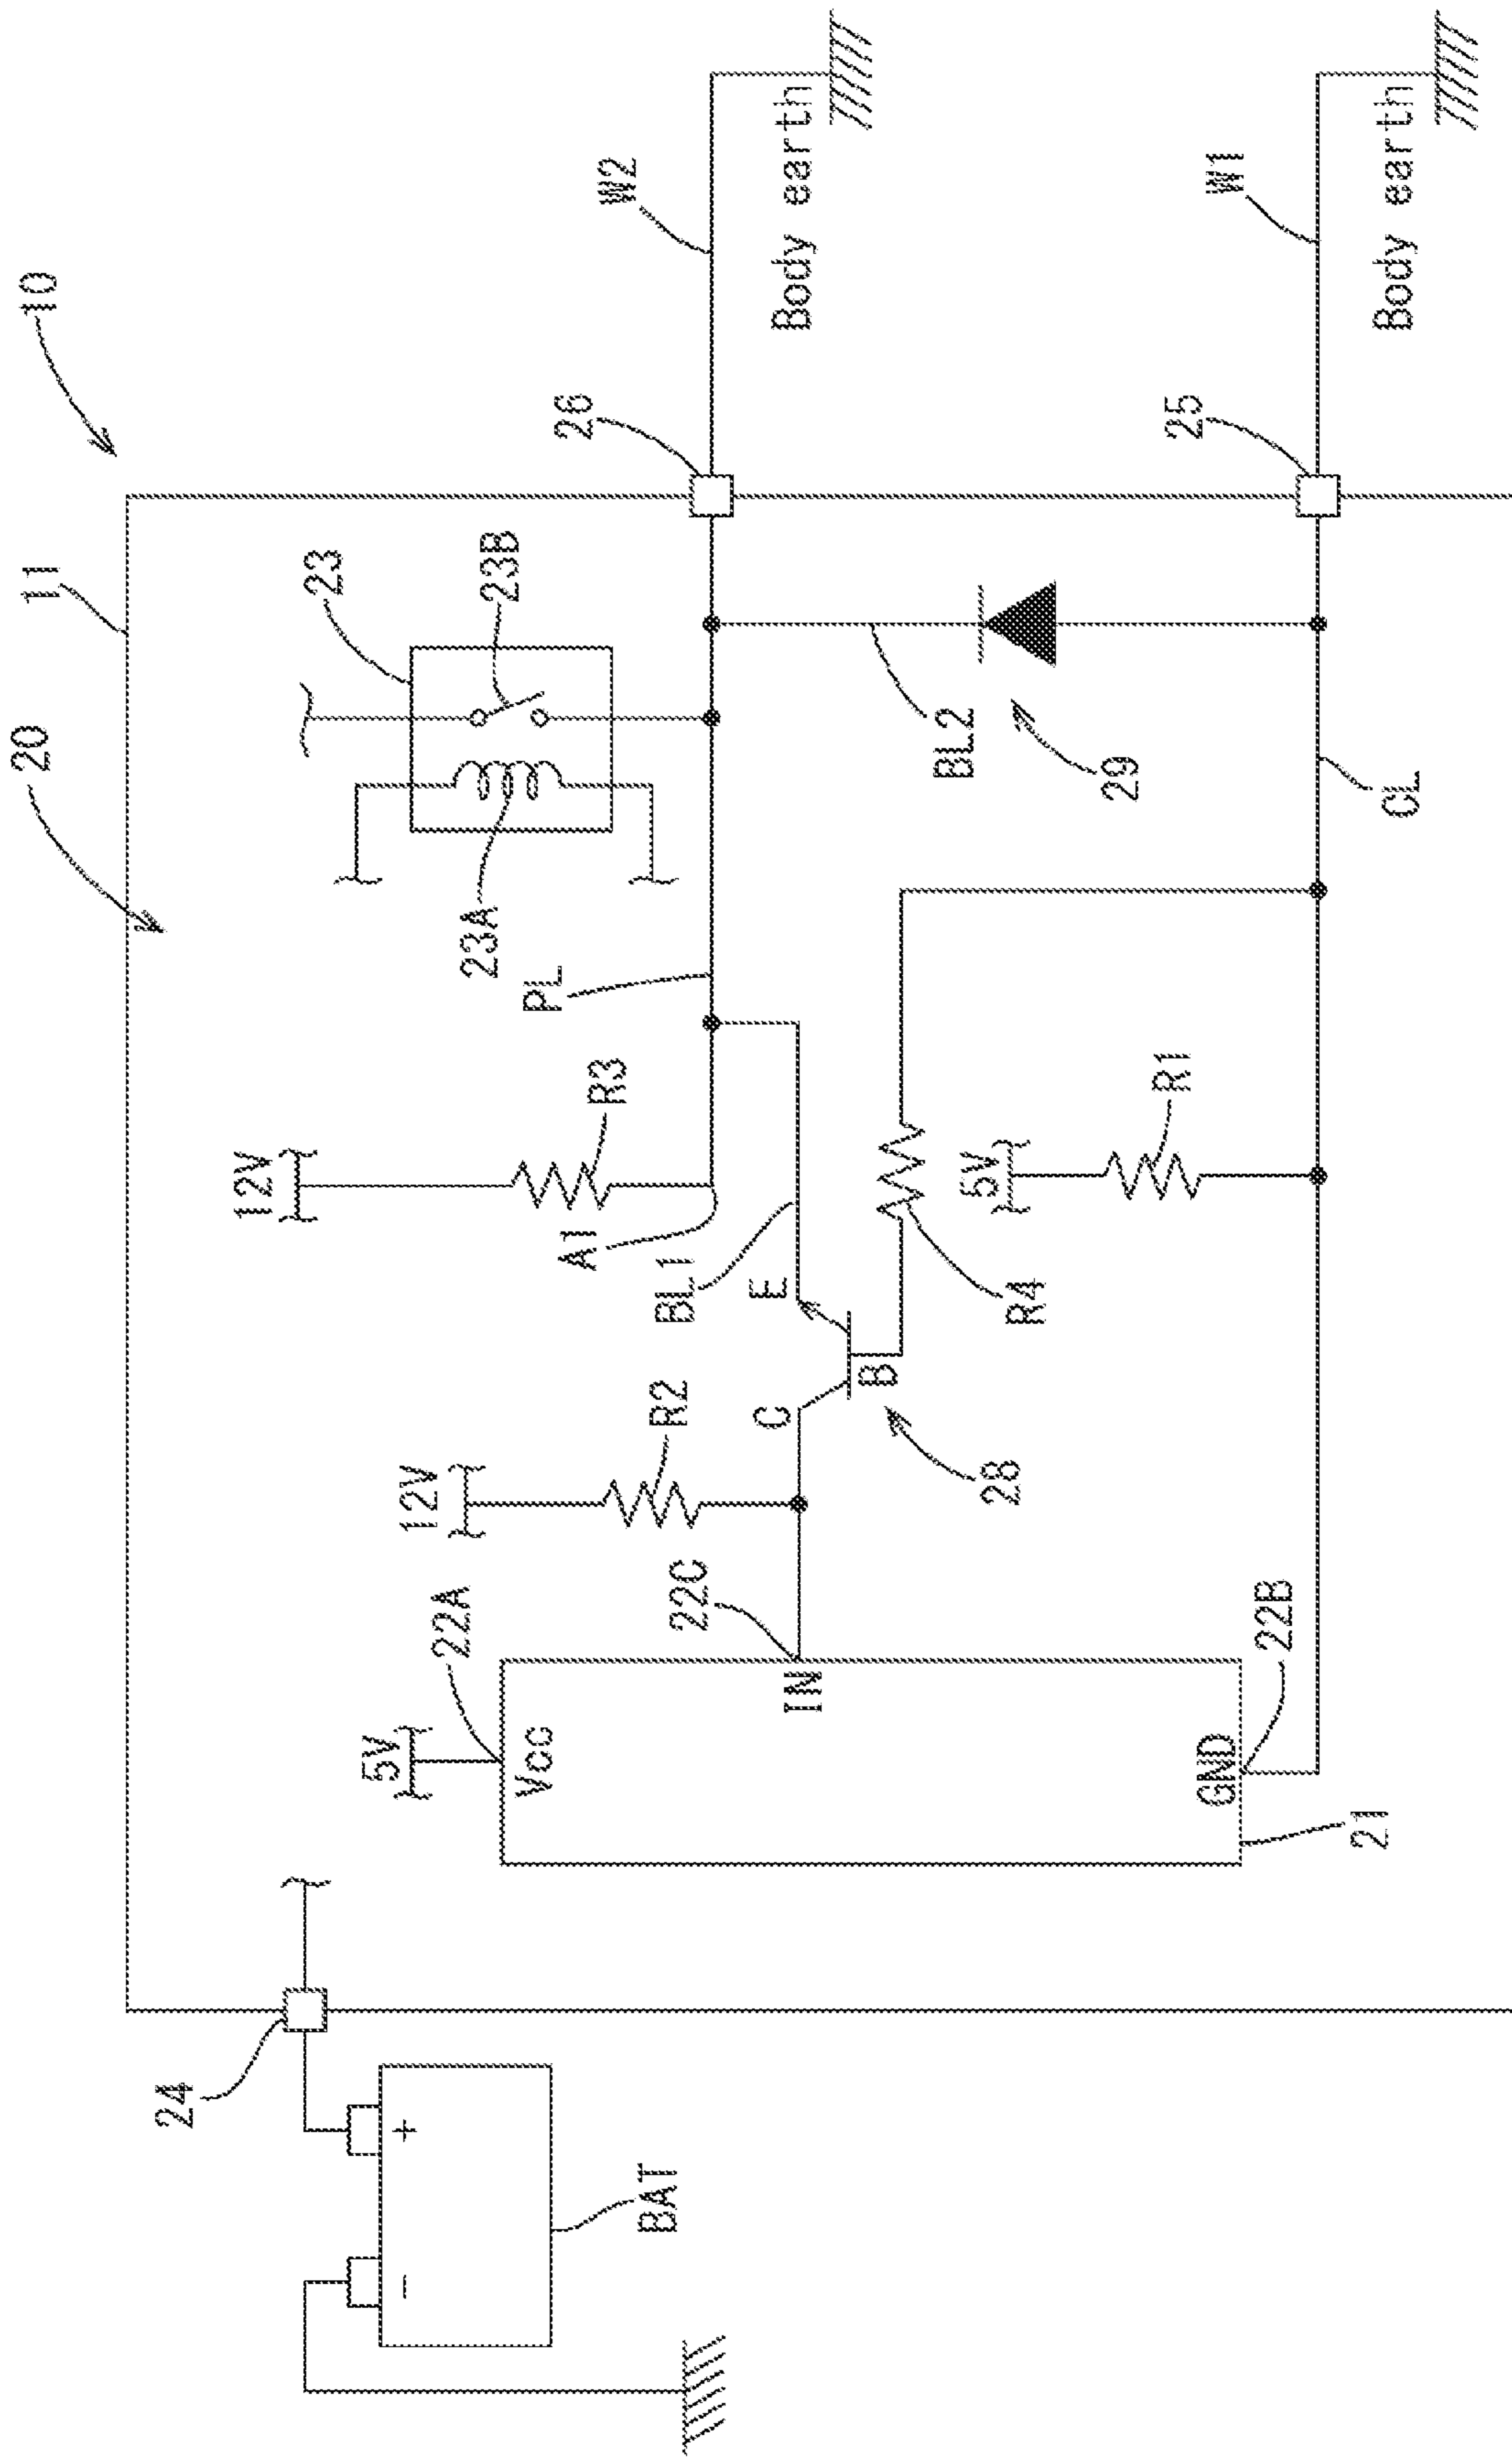 10
20
11
23
23B
23A
26
W2
Body earth
PL
12V
R3
A1
BL1
E
C
B
28
12V
R2
R4
BL2
29
25
W1
Body earth
CL
5V
R1
22A
22C
22B
5V
Vcc
IN
GND
21
24
+
-
BAT